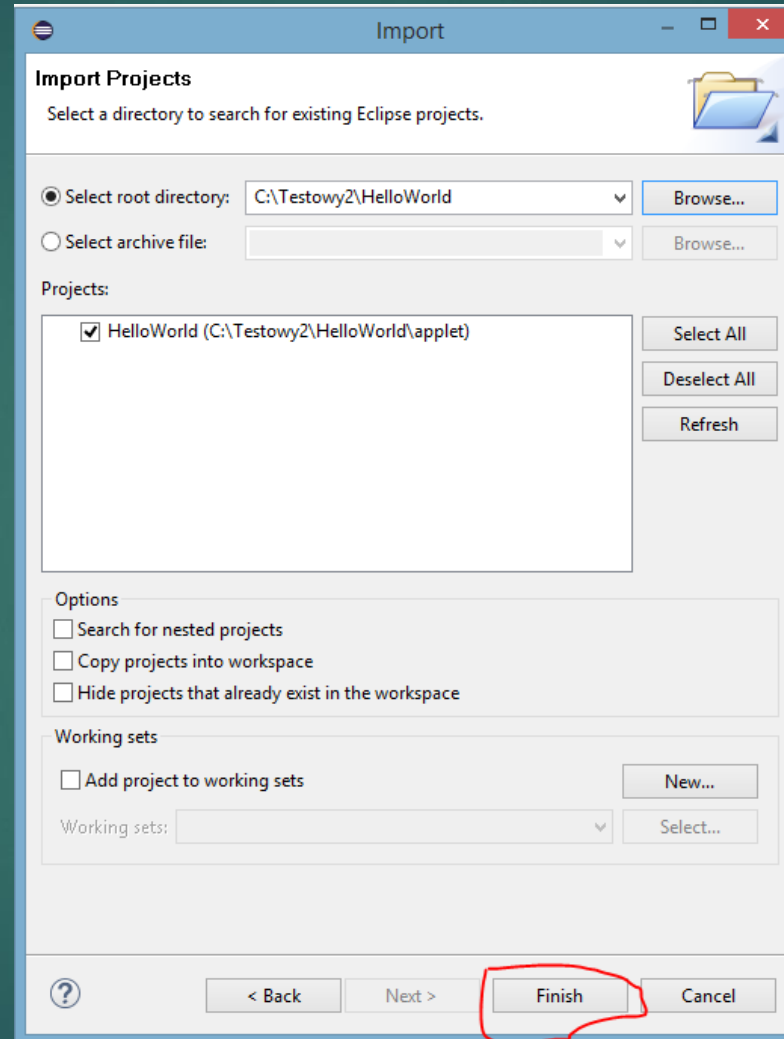 Import
Import Projects
Select a directory to search for existing Eclipse projects.
Select root directory: C:\Testowy2\HelloWorld Browse...
Select archive file: Browse...
Projects:
HelloWorld (C:\Testowy2\HelloWorld\applet)
Select All
Deselect All
Refresh
Options
Search for nested projects
Copy projects into workspace
Hide projects that already exist in the workspace
Working sets
Add project to working sets New...
Working sets: Select...
? < Back Next > Finish Cancel